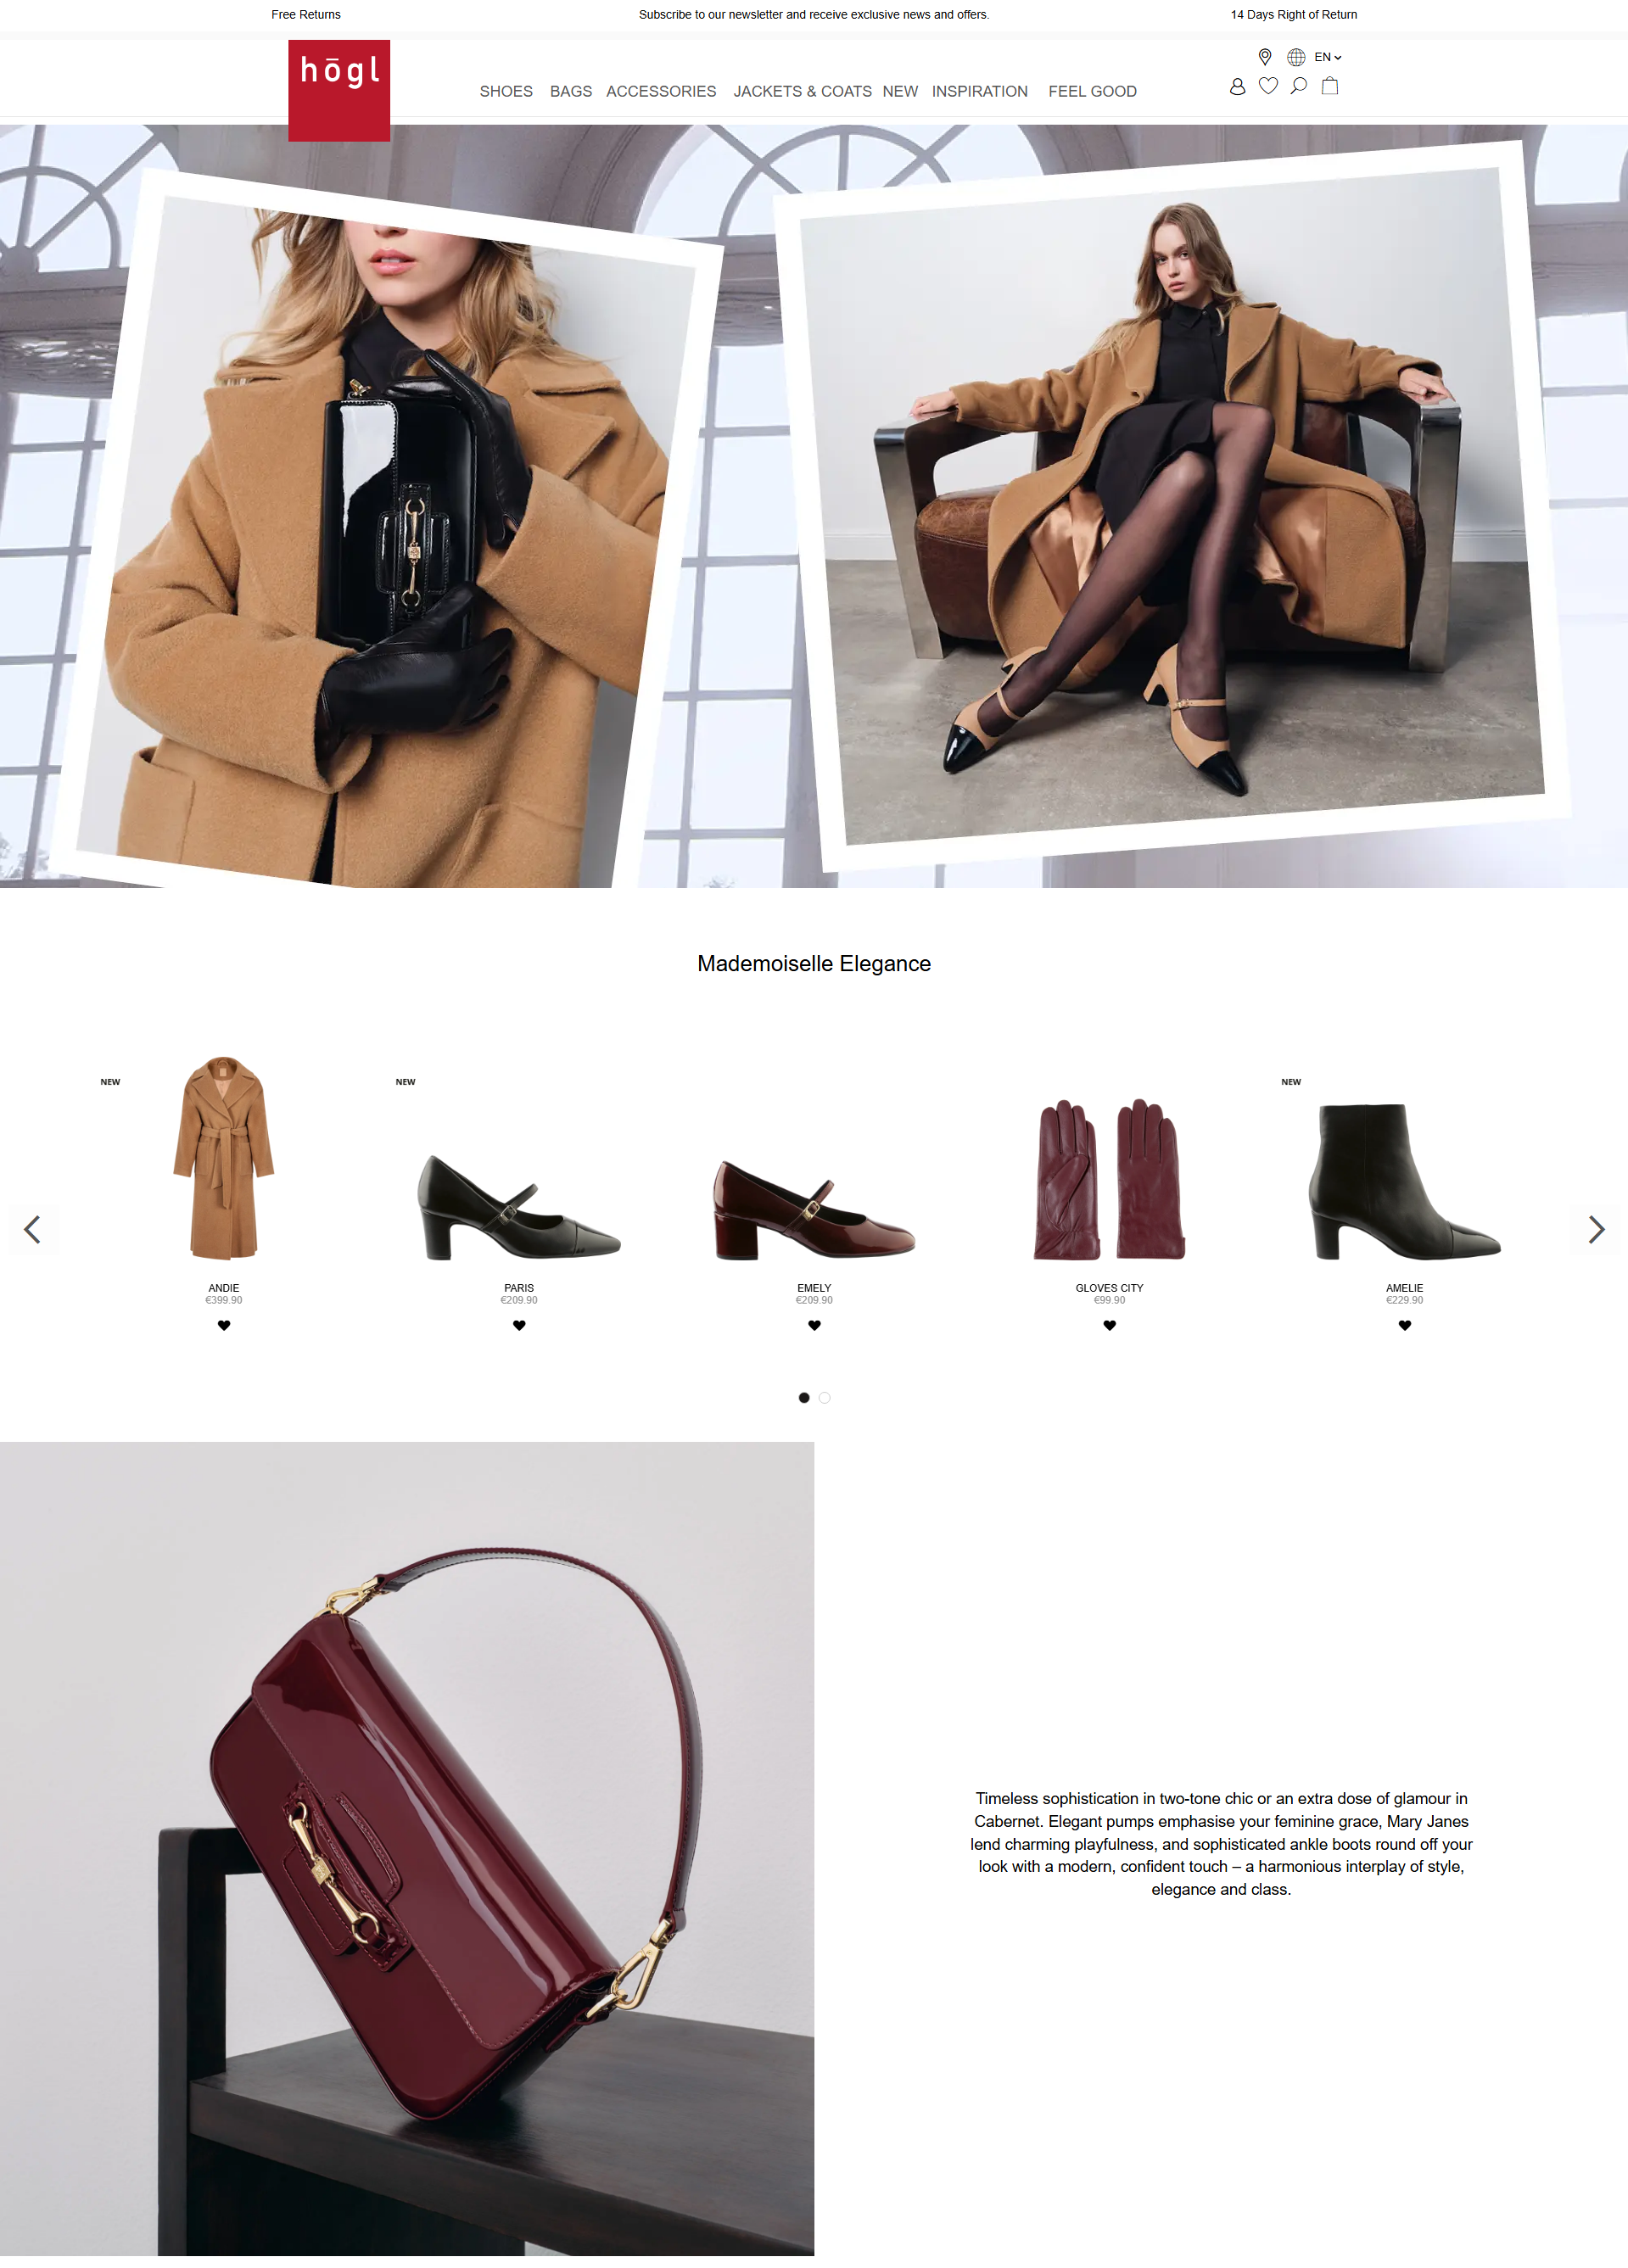 Free Returns
Subscribe to our newsletter and receive exclusive news and offers.
14 Days Right of Return
högl
EN
SHOES BAGS ACCESSORIES JACKETS & COATS NEW INSPIRATION FEEL GOOD
Mademoiselle Elegance
NEW
ANDIE
€399.90
NEW
PARIS
€209.90
EMELY
€209.90
GLOVES CITY
€99.90
NEW
AMELIE
€229.90
Timeless sophistication in two-tone chic or an extra dose of glamour in
Cabernet. Elegant pumps emphasise your feminine grace, Mary Janes
lend charming playfulness, and sophisticated ankle boots round off your
look with a modern, confident touch – a harmonious interplay of style,
elegance and class.